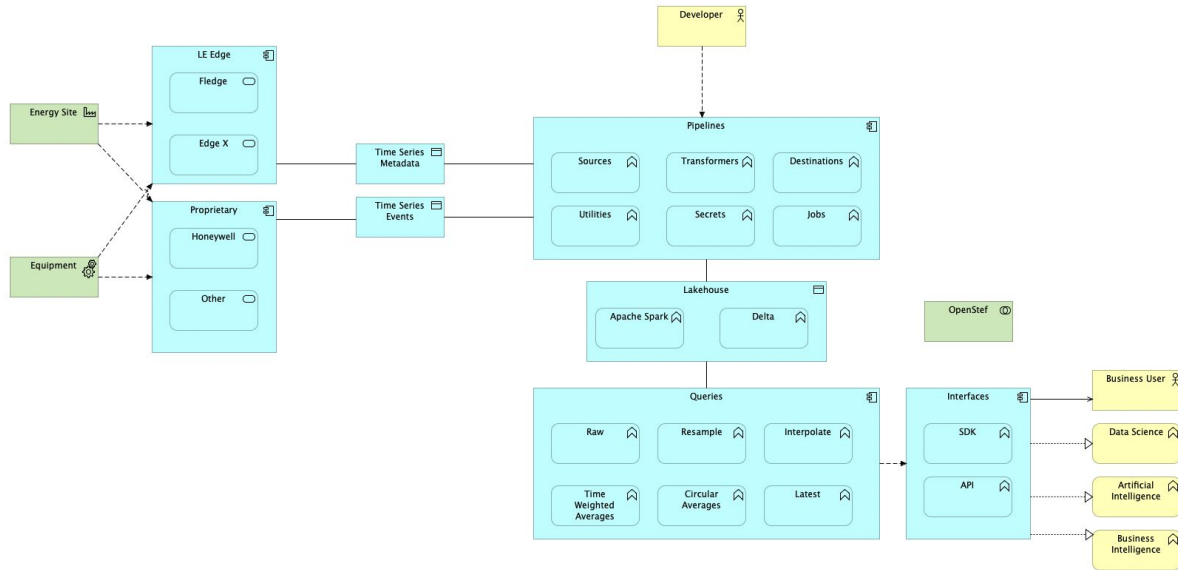 Developer
LE Edge
Fledge
Energy Site
Edge X
Pipelines
Time Series
Metadata
Sources
Transformers
Destinations
Time Series
Events
Proprietary
Utilities
Secrets
Jobs
Honeywell
Equipment
Other
Lakehouse
Apache Spark
Delta
OpenStef
Business User
Queries
Interfaces
Raw
Resample
Interpolate
SDK
Data Science
API
Artificial
Intelligence
Time
Weighted
Averages
Circular
Averages
Latest
Business
Intelligence